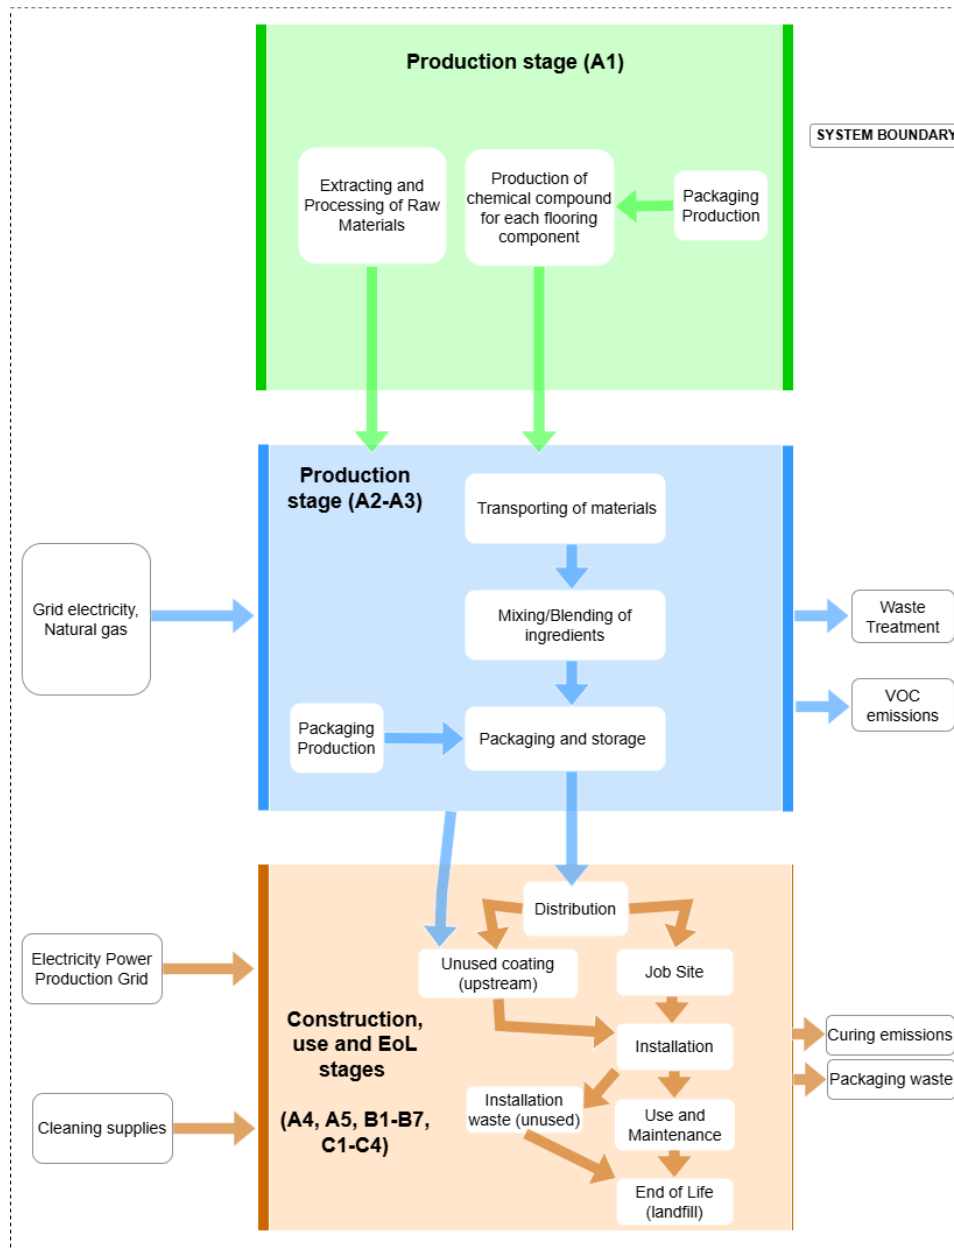 Production stage (A1)
SYSTEM BOUNDARY
Extracting and
Processing of Raw
Materials
Production of
chemical compound
for each flooring
component
Packaging
Production
Production
stage (A2-A3)
Transporting of materials
Grid electricity,
Natural gas
Mixing/Blending of
ingredients
Waste
Treatment
VOC
emissions
Packaging
Production
Packaging and storage
Distribution
Electricity Power
Production Grid
Unused coating
(upstream)
Job Site
Construction,
use and EoL
stages
(A4, A5, B1-B7,
C1-C4)
Installation
Curing emissions
Packaging waste
Cleaning supplies
Installation
waste (unused)
Use and
Maintenance
End of Life
(landfill)